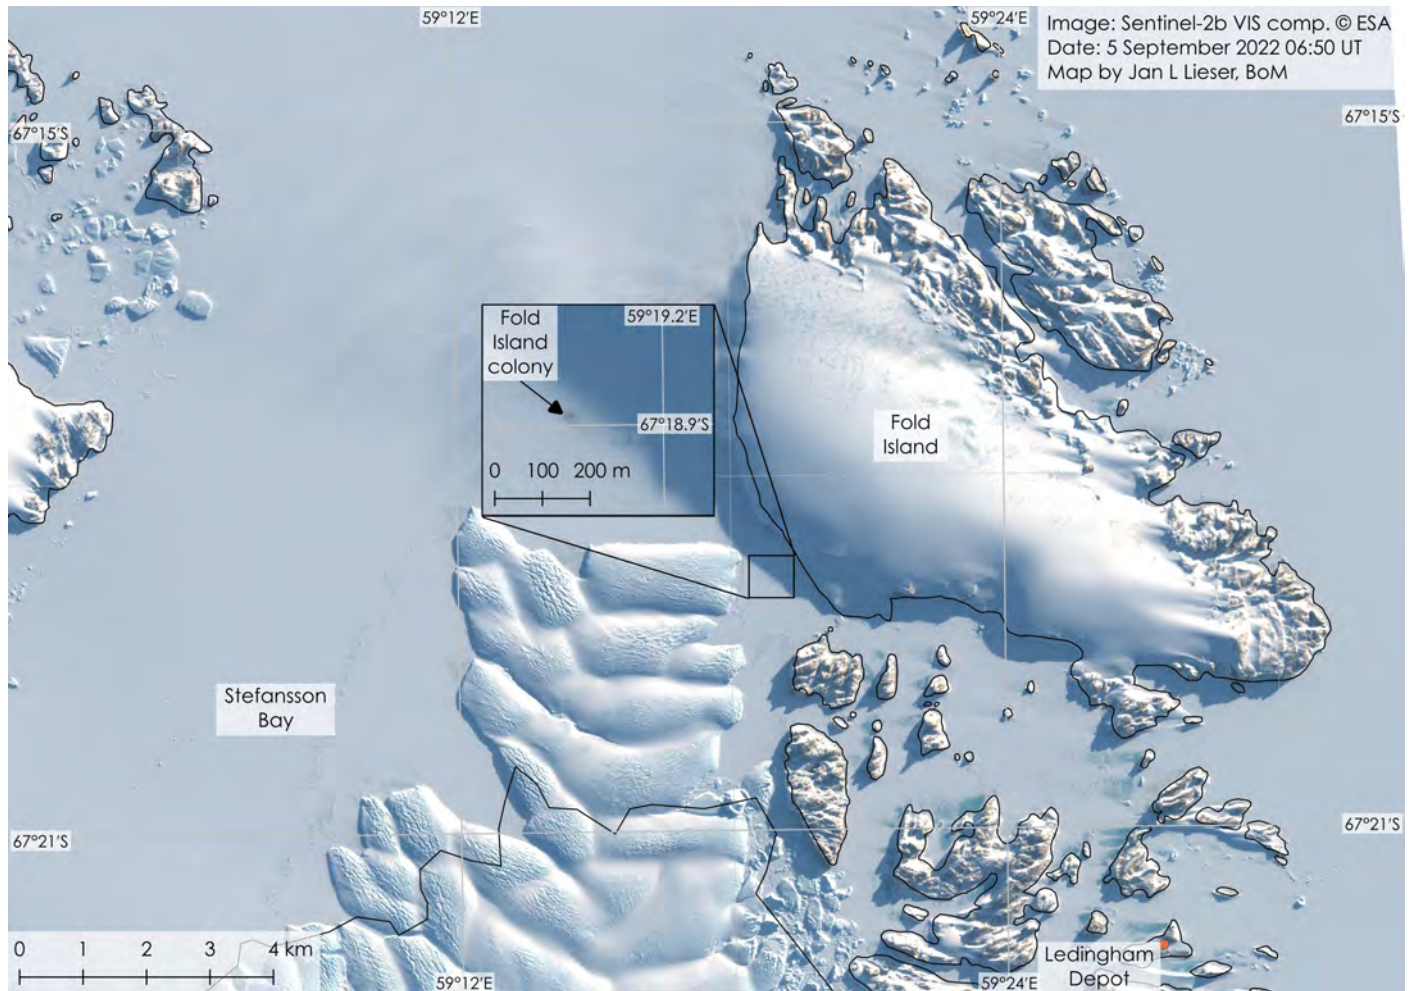 59°12'E
59°24'E
Image: Sentinel-2b VIS comp. © ESA
Date: 5 September 2022 06:50 UT
Map by Jan L Lieser, BoM
67°15'S
67°15'S
Fold
Island
colony
59°19.2'E
67°18.9'S
0 100 200 m
Fold
Island
Stefansson
Bay
67°21'S
67°21'S
0 1 2 3 4 km
59°12'E
59°24'E
Ledingham
Depot